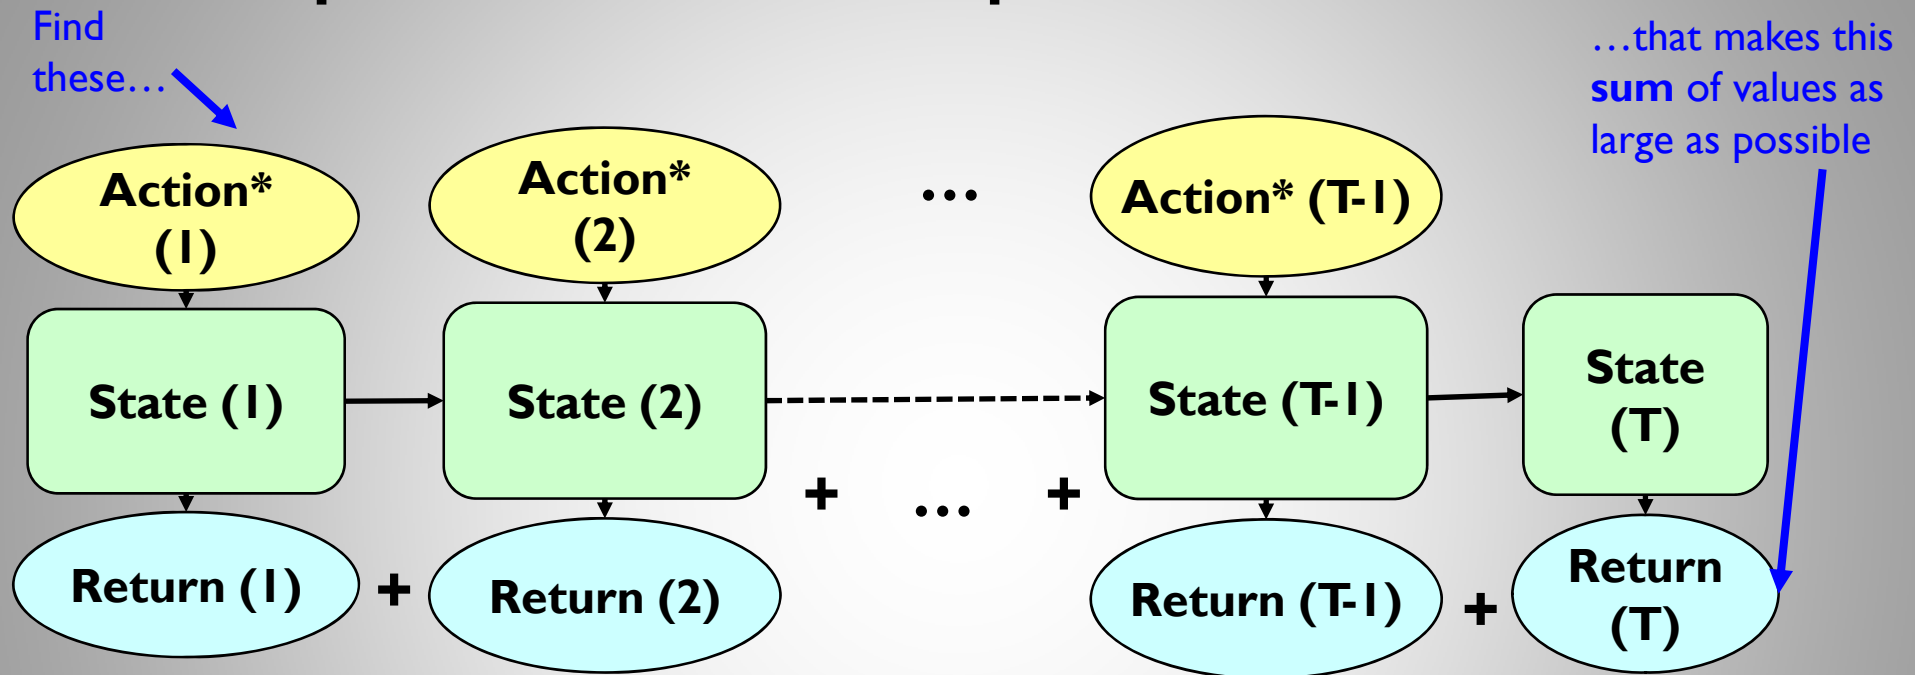 Find
these…
…that makes this
sum of values as
large as possible
Action*
(1)
Action*
(2)
…
Action* (T-1)
State (1)
State (2)
State (T-1)
State
(T)
+
…
+
Return (1)
+
Return (2)
Return (T-1)
+
Return
(T)